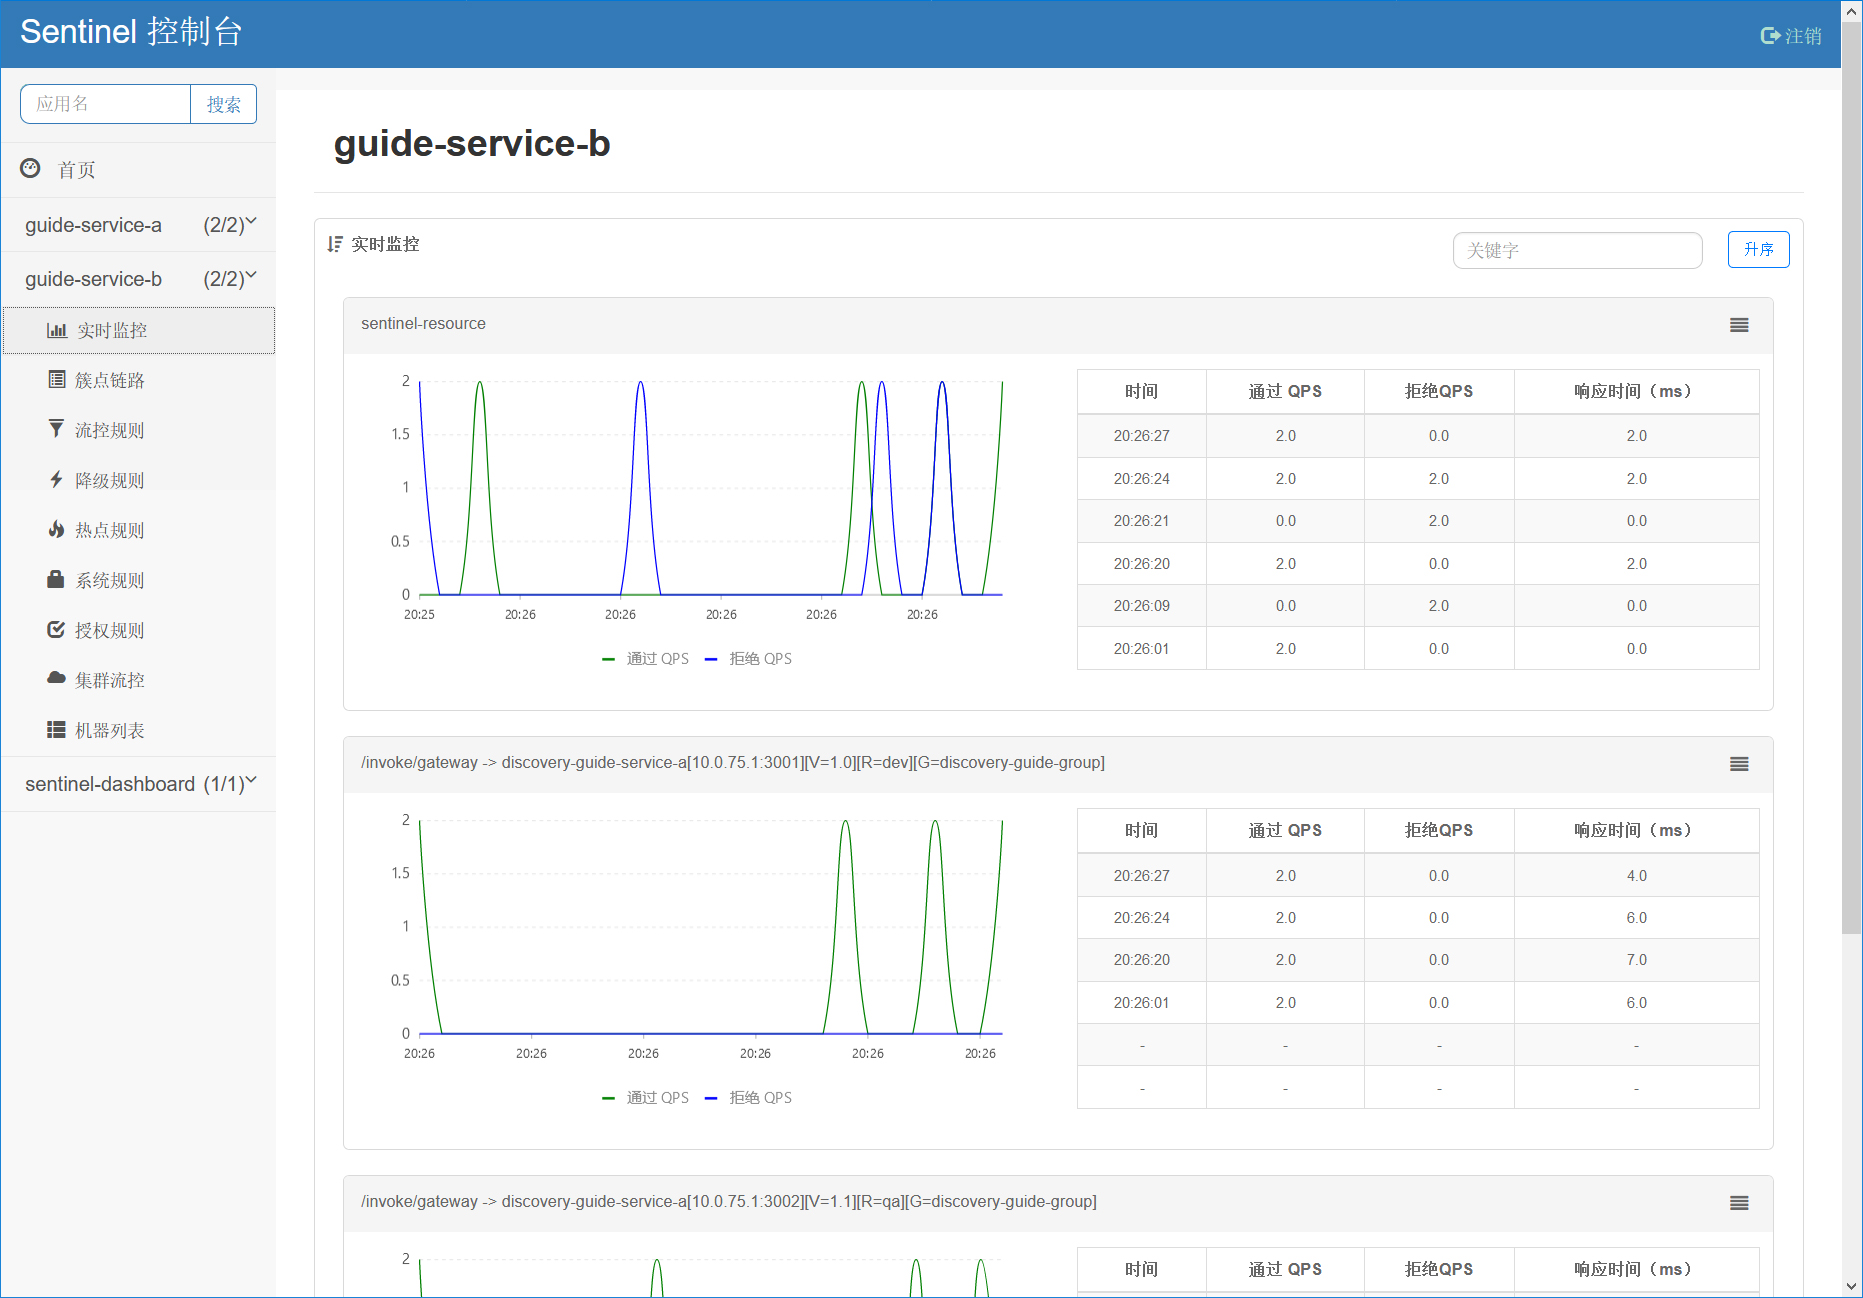 Sentinel 控制台
注销
应用名
搜索
首页
guide-service-a (2/2)
guide-service-b (2/2)
实时监控
簇点链路
流控规则
降级规则
热点规则
系统规则
授权规则
集群流控
机器列表
sentinel-dashboard (1/1)
guide-service-b
实时监控
关键字
升序
sentinel-resource
2
1.5
1
0.5
0
20:25 20:26 20:26 20:26 20:26 20:26
通过 QPS 拒绝 QPS
时间 通过 QPS 拒绝QPS 响应时间（ms）
20:26:27 2.0 0.0 2.0
20:26:24 2.0 2.0 2.0
20:26:21 0.0 2.0 0.0
20:26:20 2.0 0.0 2.0
20:26:09 0.0 2.0 0.0
20:26:01 2.0 0.0 0.0
/invoke/gateway -> discovery-guide-service-a[10.0.75.1:3001][V=1.0][R=dev][G=discovery-guide-group]
2
1.5
1
0.5
0
20:26 20:26 20:26 20:26 20:26 20:26
通过 QPS 拒绝 QPS
时间 通过 QPS 拒绝QPS 响应时间（ms）
20:26:27 2.0 0.0 4.0
20:26:24 2.0 0.0 6.0
20:26:20 2.0 0.0 7.0
20:26:01 2.0 0.0 6.0
- - - -
- - - -
/invoke/gateway -> discovery-guide-service-a[10.0.75.1:3002][V=1.1][R=qa][G=discovery-guide-group]
2
时间 通过 QPS 拒绝QPS 响应时间（ms）